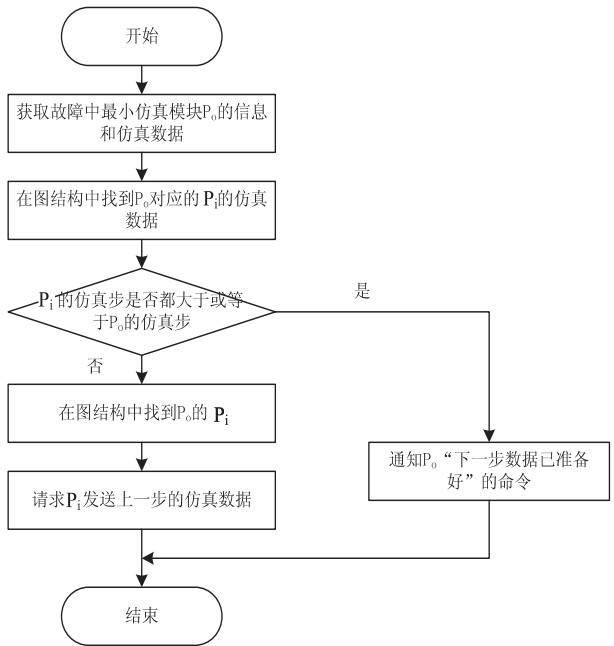 开始
获取故障中最小仿真模块Po的信息
和仿真数据
在图结构中找到Po对应的 Pi的仿真
数据
Pi 的仿真步是否都大于或等
于Po的仿真步
是
否
在图结构中找到Po的 Pi
通知Po“下一步数据已准备
好”的命令
请求Pi发送上一步的仿真数据
结束